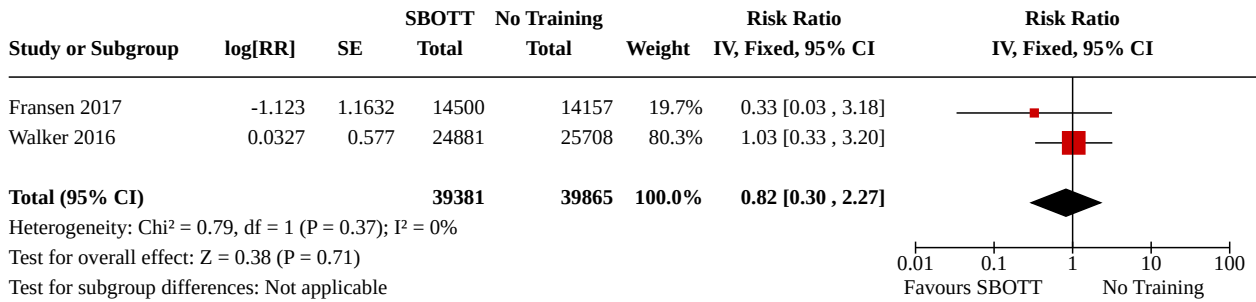 SBOTT No Training Risk Ratio Risk Ratio
Study or Subgroup log[RR] SE Total Total Weight IV, Fixed, 95% CI IV, Fixed, 95% CI
Fransen 2017 -1.123 1.1632 14500 14157 19.7% 0.33 [0.03 , 3.18]
Walker 2016 0.0327 0.577 24881 25708 80.3% 1.03 [0.33 , 3.20]
Total (95% CI) 39381 39865 100.0% 0.82 [0.30 , 2.27]
Heterogeneity: Chi² = 0.79, df = 1 (P = 0.37); I² = 0%
Test for overall effect: Z = 0.38 (P = 0.71)
Test for subgroup differences: Not applicable
0.01 0.1 1 10 100
Favours SBOTT No Training